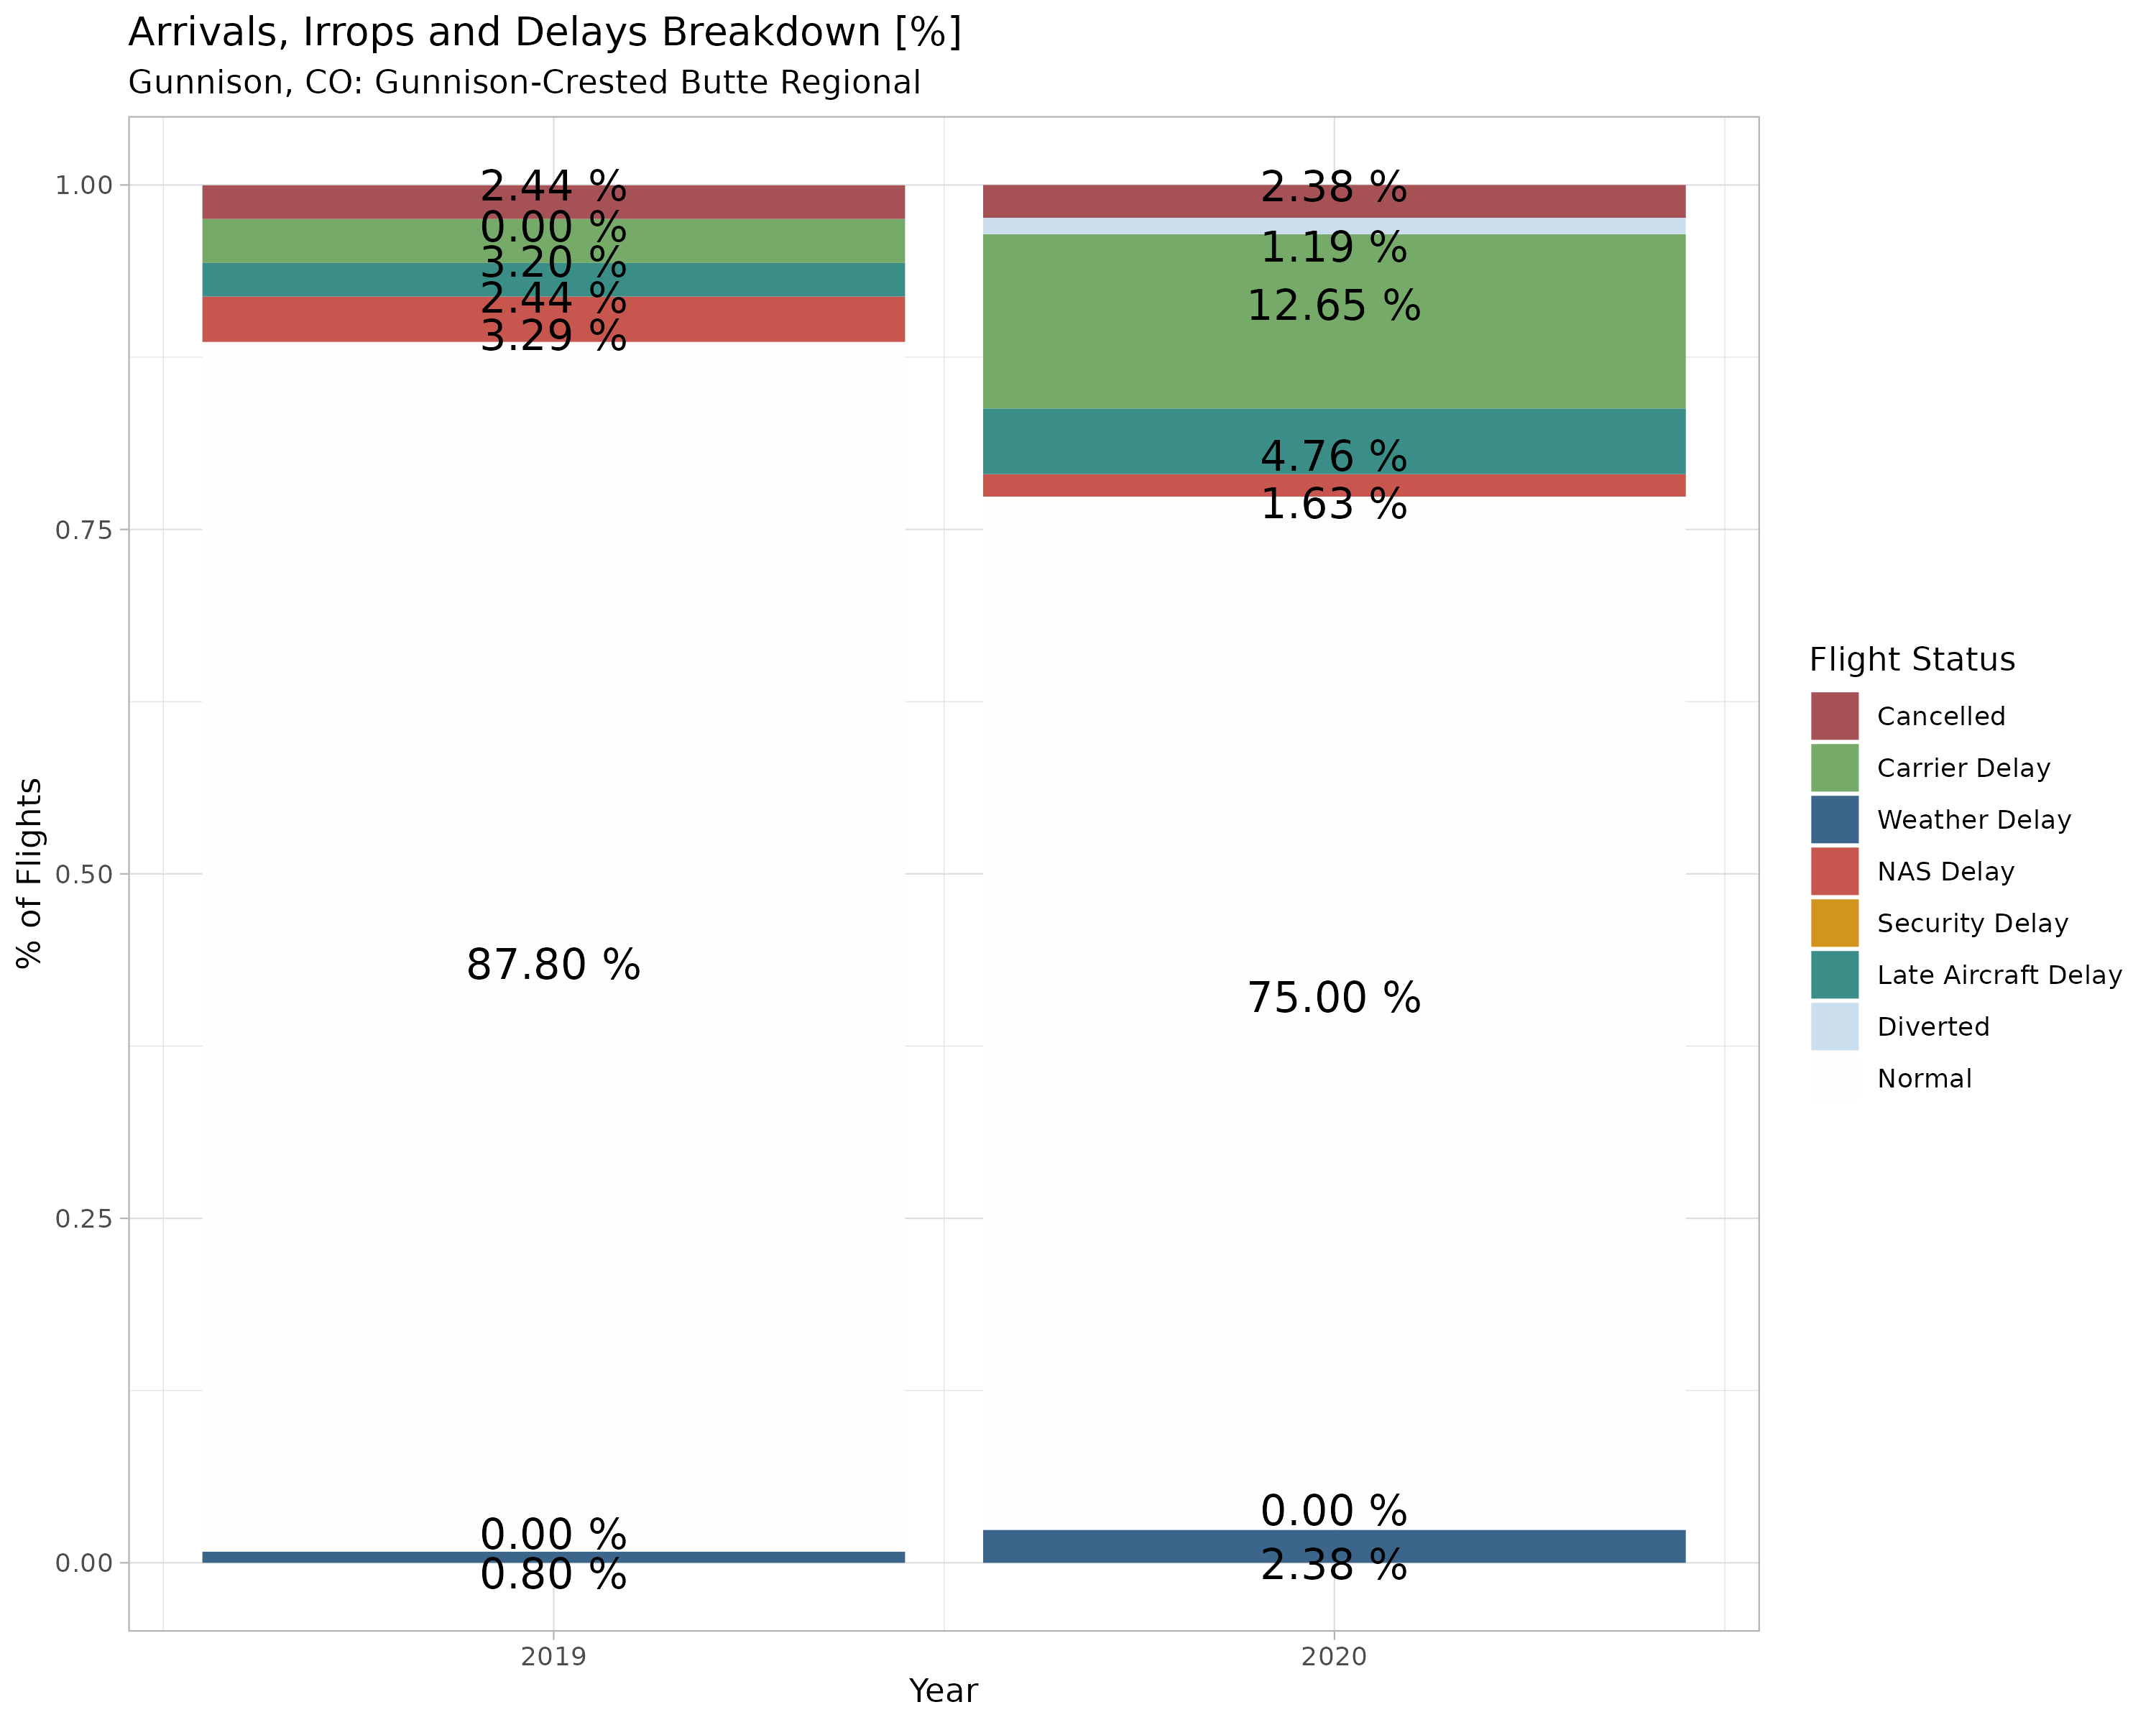 Arrivals, Irrops and Delays Breakdown [%]
Gunnison, CO: Gunnison-Crested Butte Regional
% of Flights
1.00
0.75
0.50
0.25
0.00
2.44 %
0.00 %
3.20 %
2.44 %
3.29 %
87.80 %
0.00 %
0.80 %
2.38 %
1.19 %
12.65 %
4.76 %
1.63 %
75.00 %
0.00 %
2.38 %
2019
2020
Year
Flight Status
Cancelled
Carrier Delay
Weather Delay
NAS Delay
Security Delay
Late Aircraft Delay
Diverted
Normal